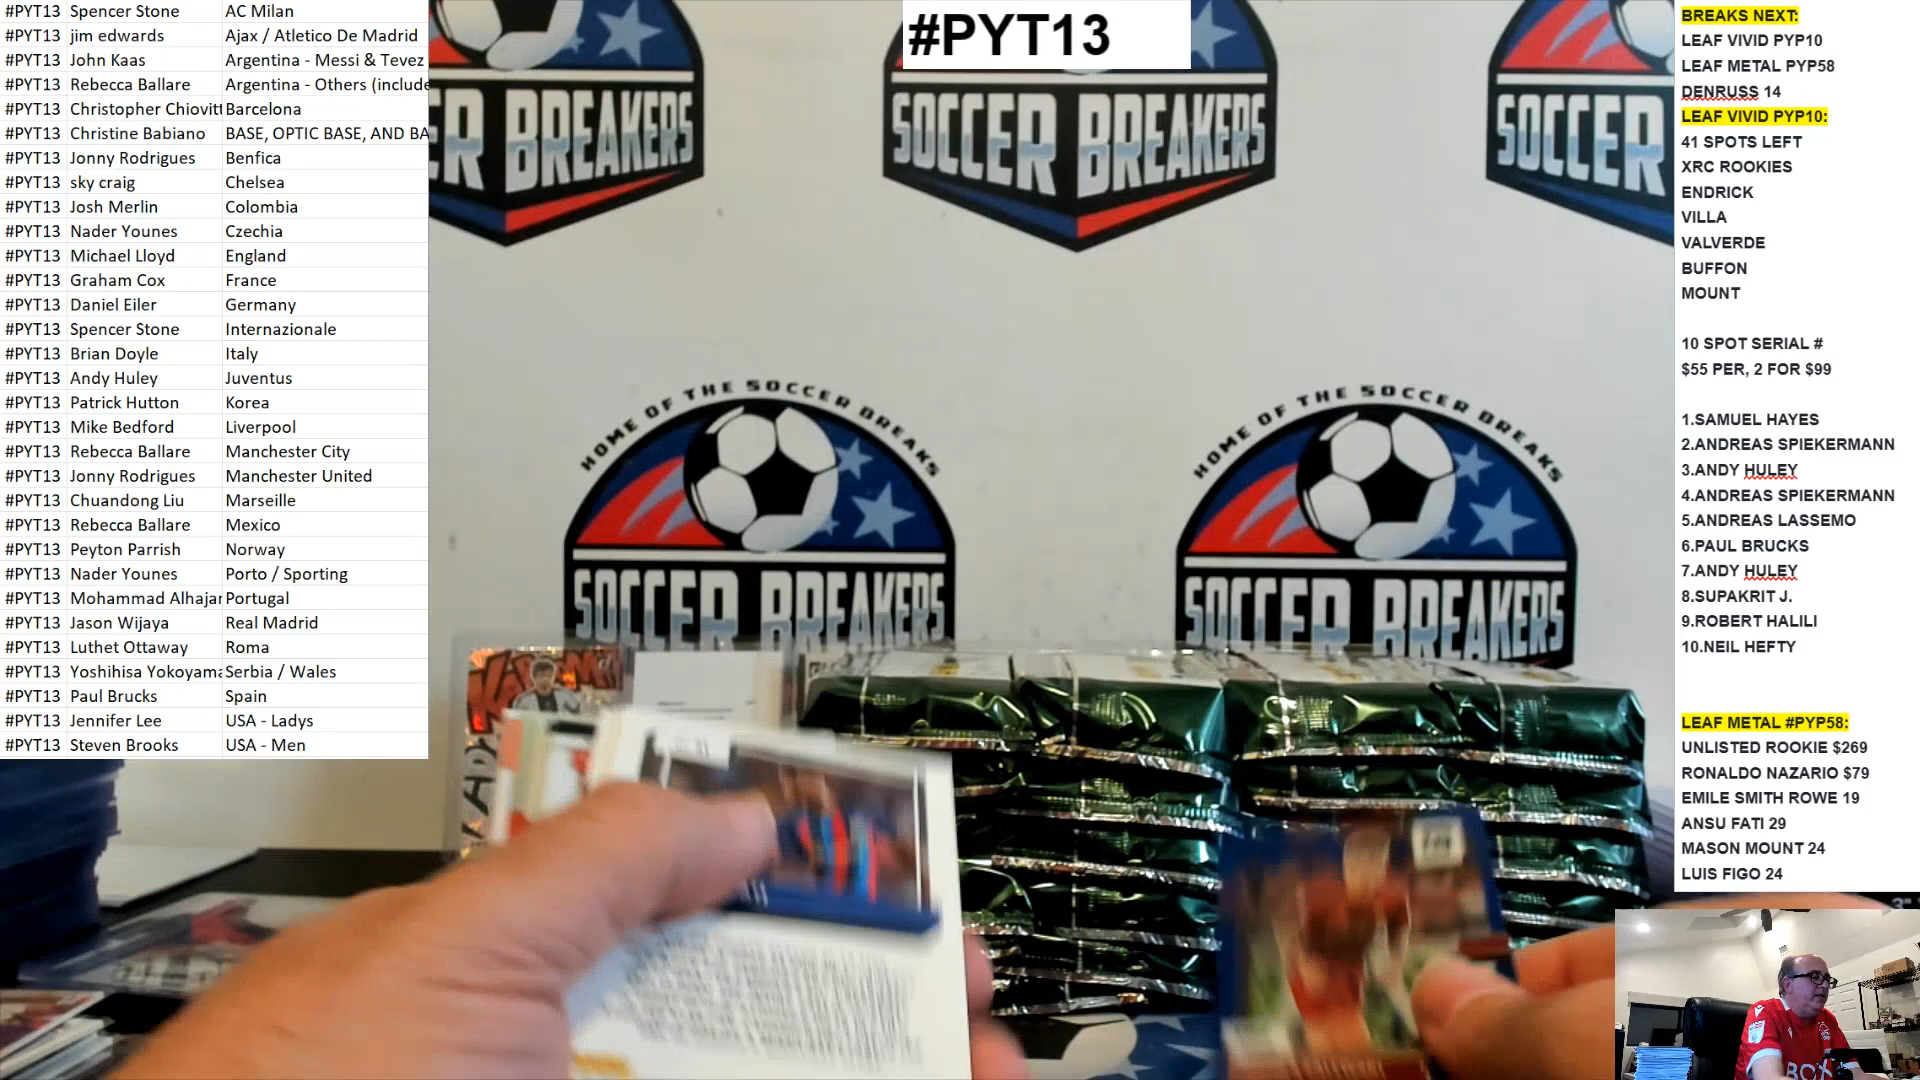 #PYT13 Spencer Stone AC Milan
#PYT13 jim edwards Ajax / Atletico De Madrid
#PYT13 John Kaas Argentina - Messi & Tevez
#PYT13 Rebecca Ballare Argentina - Others (include
#PYT13 Christopher Chiovitt Barcelona
#PYT13 Christine Babiano BASE, OPTIC BASE, AND BA
#PYT13 Jonny Rodrigues Benfica
#PYT13 sky craig Chelsea
#PYT13 Josh Merlin Colombia
#PYT13 Nader Younes Czechia
#PYT13 Michael Lloyd England
#PYT13 Graham Cox France
#PYT13 Daniel Eiler Germany
#PYT13 Spencer Stone Internazionale
#PYT13 Brian Doyle Italy
#PYT13 Andy Huley Juventus
#PYT13 Patrick Hutton Korea
#PYT13 Mike Bedford Liverpool
#PYT13 Rebecca Ballare Manchester City
#PYT13 Jonny Rodrigues Manchester United
#PYT13 Chuandong Liu Marseille
#PYT13 Rebecca Ballare Mexico
#PYT13 Peyton Parrish Norway
#PYT13 Nader Younes Porto / Sporting
#PYT13 Mohammad Alhajar Portugal
#PYT13 Jason Wijaya Real Madrid
#PYT13 Luthet Ottaway Roma
#PYT13 Yoshihisa Yokoyama Serbia / Wales
#PYT13 Paul Brucks Spain
#PYT13 Jennifer Lee USA - Ladys
#PYT13 Steven Brooks USA - Men
#PYT13
ER BREAKERS
SOCCER BREAKERS
SOCCER
HOME OF THE SOCCER BREAKS
SOCCER BREAKERS
HOME OF THE SOCCER BREAKS
SOCCER BREAKERS
BREAKS NEXT:
LEAF VIVID PYP10
LEAF METAL PYP58
DENRUSS 14
LEAF VIVID PYP10:
41 SPOTS LEFT
XRC ROOKIES
ENDRICK
VILLA
VALVERDE
BUFFON
MOUNT
10 SPOT SERIAL #
$55 PER, 2 FOR $99
1.SAMUEL HAYES
2.ANDREAS SPIEKERMANN
3.ANDY HULEY
4.ANDREAS SPIEKERMANN
5.ANDREAS LASSEMO
6.PAUL BRUCKS
7.ANDY HULEY
8.SUPAKRIT J.
9.ROBERT HALILI
10.NEIL HEFTY
LEAF METAL #PYP58:
UNLISTED ROOKIE $269
RONALDO NAZARIO $79
EMILE SMITH ROWE 19
ANSU FATI 29
MASON MOUNT 24
LUIS FIGO 24